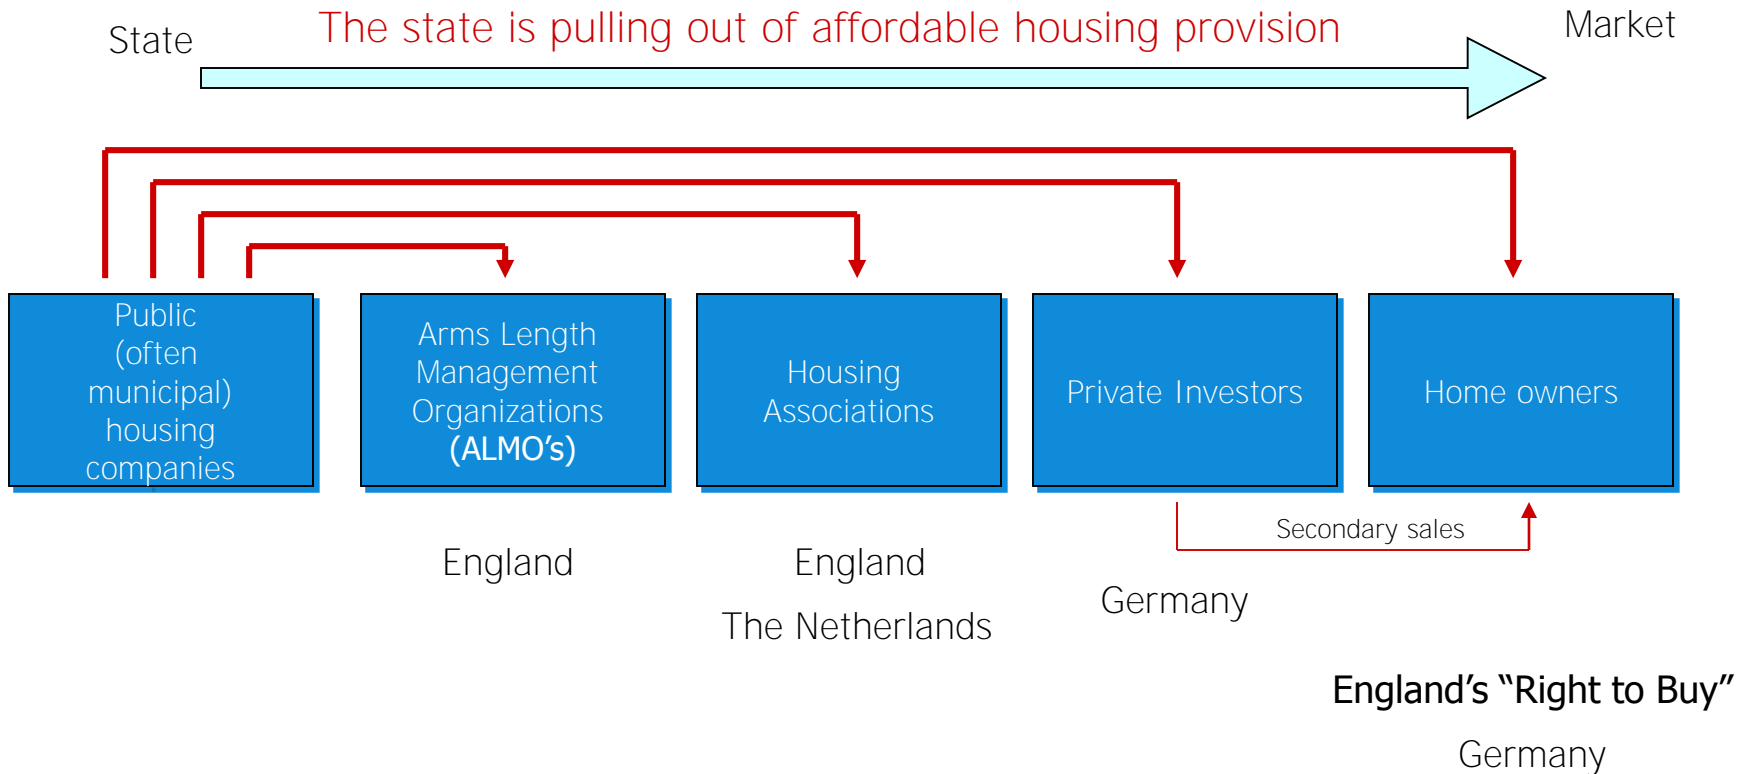 State
The state is pulling out of affordable housing provision
Market
Public
(often
municipal)
housing
companies
Arms Length
Management
Organizations
(ALMO’s)
Housing
Associations
Private Investors
Home owners
Secondary sales
England
England
The Netherlands
Germany
England’s “Right to Buy”
Germany